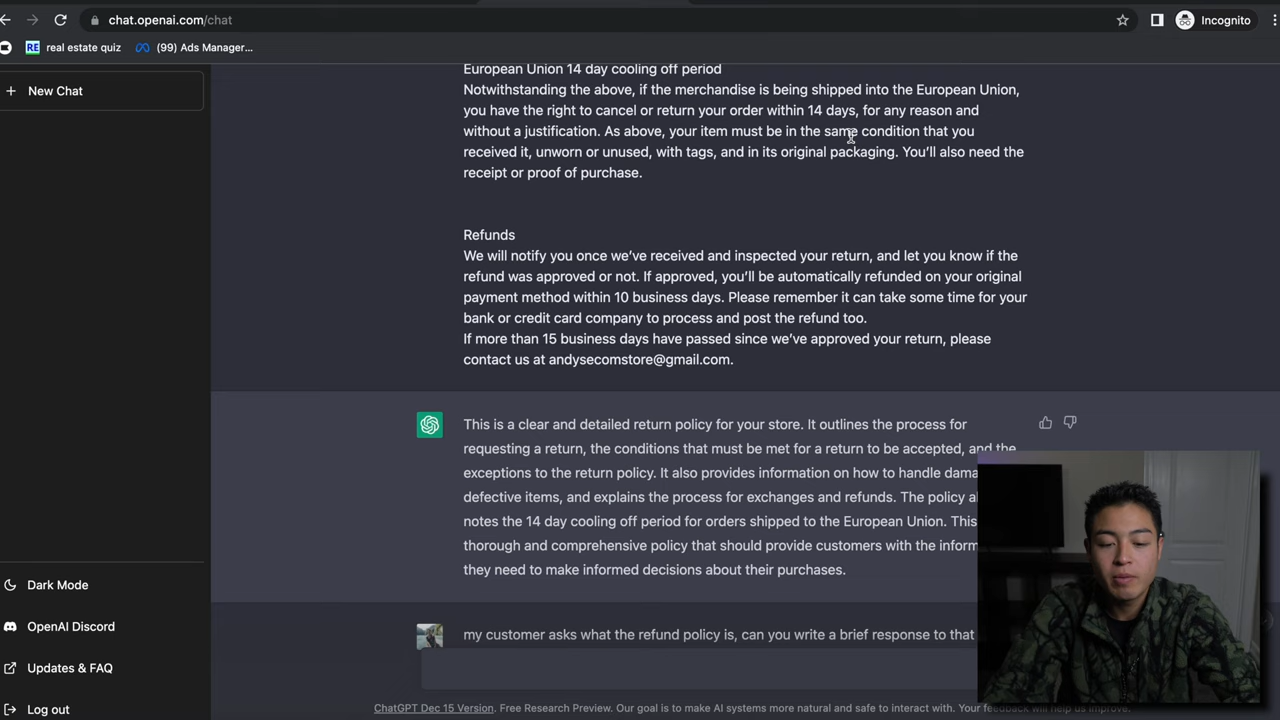 chat.openai.com/chat
Incognito
RE real estate quiz
(99) Ads Manager...
New Chat
European Union 14 day cooling off period
Notwithstanding the above, if the merchandise is being shipped into the European Union,
you have the right to cancel or return your order within 14 days, for any reason and
without a justification. As above, your item must be in the same condition that you
received it, unworn or unused, with tags, and in its original packaging. You’ll also need the
receipt or proof of purchase.
Refunds
We will notify you once we’ve received and inspected your return, and let you know if the
refund was approved or not. If approved, you’ll be automatically refunded on your original
payment method within 10 business days. Please remember it can take some time for your
bank or credit card company to process and post the refund too.
If more than 15 business days have passed since we’ve approved your return, please
contact us at andysecomstore@gmail.com.
This is a clear and detailed return policy for your store. It outlines the process for
requesting a return, the conditions that must be met for a return to be accepted, and the
exceptions to the return policy. It also provides information on how to handle
defective items, and explains the process for exchanges and refunds. The policy
notes the 14 day cooling off period for orders shipped to the European Union. This
thorough and comprehensive policy that should provide customers with the
they need to make informed decisions about their purchases.
my customer asks what the refund policy is, can you write a brief response to that
Dark Mode
OpenAI Discord
Updates & FAQ
Log out
ChatGPT Dec 15 Version. Free Research Preview. Our goal is to make AI systems more natural and safe to interact with. Your feedback will help us improve.